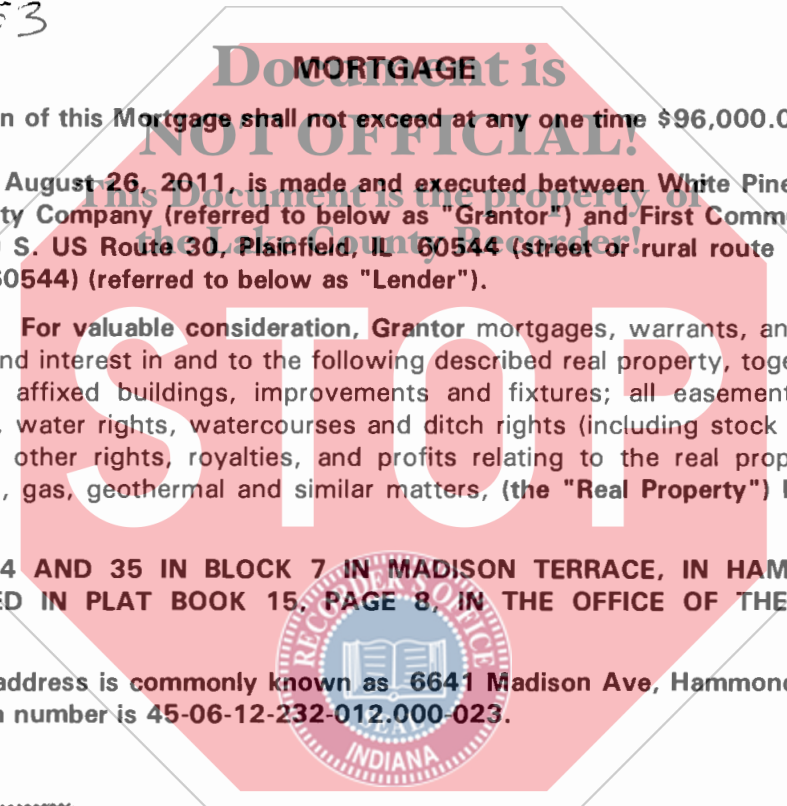 #3
MORTGAGE
Document is
n of this Mortgage shall not exceed at any one time $96,000.0
NOT OFFICIAL!
August 26, 2011, is made and executed between White Pine
This Document is the property of
ty Company (referred to below as "Grantor") and First Comm
the Lake County Recorder!
S. US Route 30, Plainfield, IL 60544 (street or rural route
60544) (referred to below as "Lender").
For valuable consideration, Grantor mortgages, warrants, an
nd interest in and to the following described real property, toge
affixed buildings, improvements and fixtures; all easement
, water rights, watercourses and ditch rights (including stock
other rights, royalties, and profits relating to the real prop
, gas, geothermal and similar matters, (the "Real Property")
STOP
4 AND 35 IN BLOCK 7 IN MADISON TERRACE, IN HAM
ED IN PLAT BOOK 15, PAGE 8, IN THE OFFICE OF THE
RECORDER'S OFFICE
address is commonly known as 6641 Madison Ave, Hammond
n number is 45-06-12-232-012.000-023.
SEAL
INDIANA